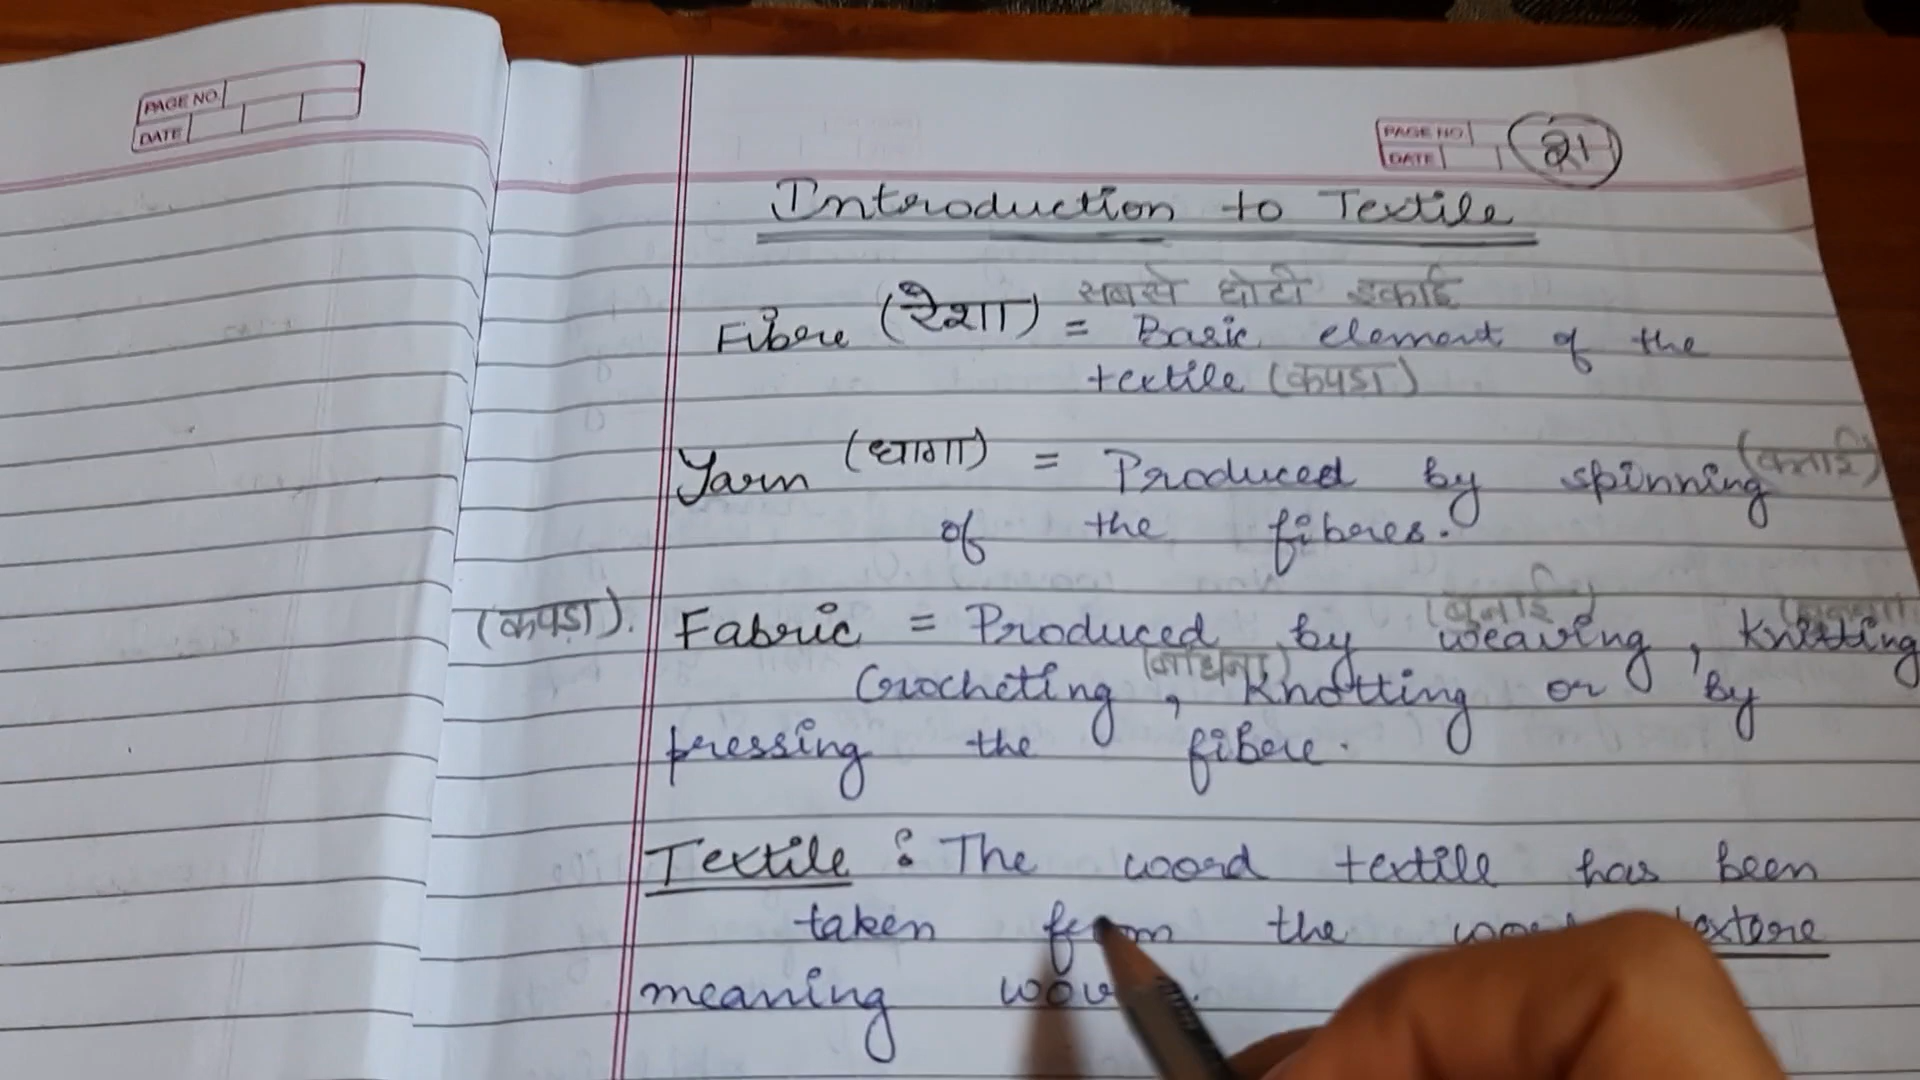 PAGE NO.
DATE
PAGE NO.
DATE
21
Introduction to Textile
सबसे छोटी इकाई
Fibre (रेशा) = Basic element of the
textile (कपडा)
Yarn (धागा) = Produced by spinning (कताई)
of the fibres.
(बुनाई)
(कपडा). Fabric = Produced by weaving, Knitting
(बांधना)
Crocheting, Knotting or by
pressing the fibre.
Textile : The word textile has been
taken from the
meaning